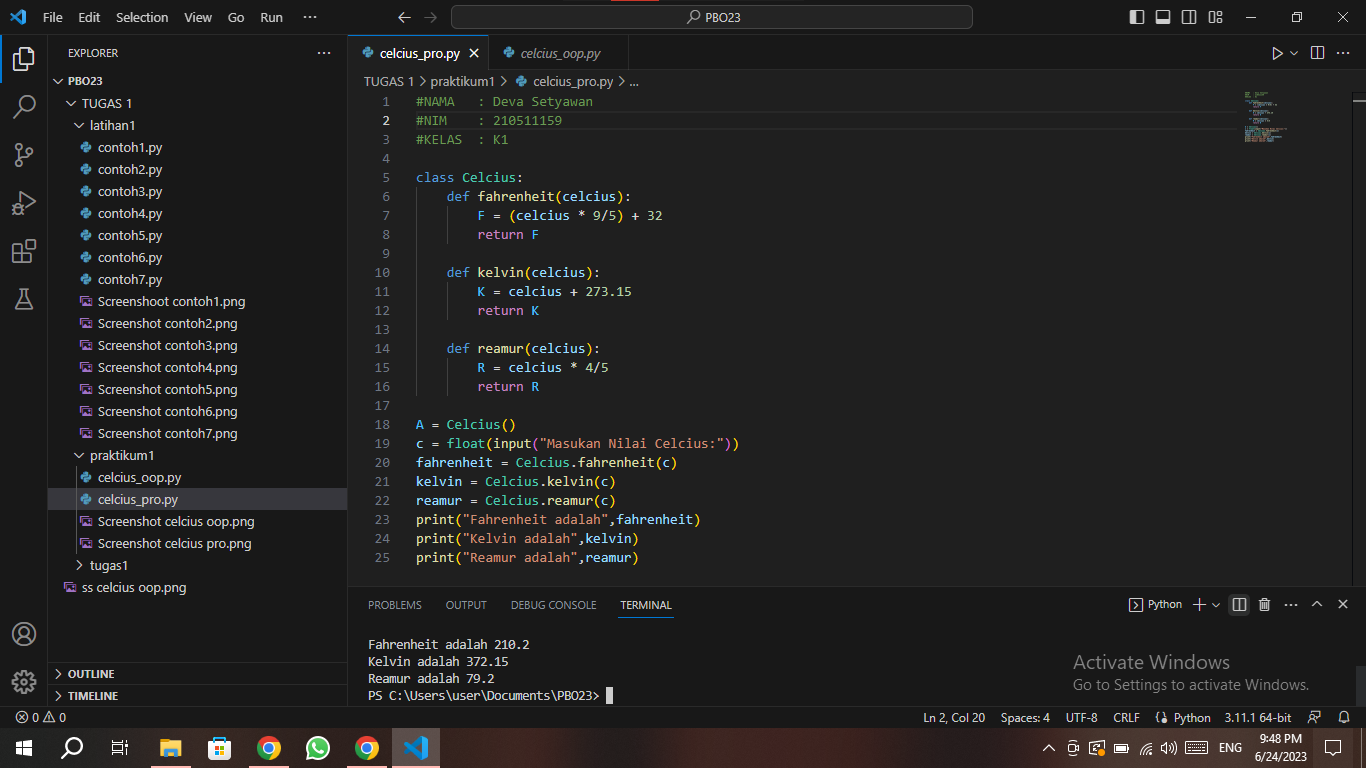 File Edit Selection View Go Run ···
PBO23
EXPLORER
PBO23
TUGAS 1
latihan1
contoh1.py
contoh2.py
contoh3.py
contoh4.py
contoh5.py
contoh6.py
contoh7.py
Screenshoot contoh1.png
Screenshot contoh2.png
Screenshot contoh3.png
Screenshot contoh4.png
Screenshot contoh5.png
Screenshot contoh6.png
Screenshot contoh7.png
praktikum1
celcius_oop.py
celcius_pro.py
Screenshot celcius oop.png
Screenshot celcius pro.png
tugas1
ss celcius oop.png
OUTLINE
TIMELINE
celcius_pro.py celcius_oop.py
TUGAS 1 > praktikum1 > celcius_pro.py > ...
1 #NAMA   : Deva Setyawan
2 #NIM    : 210511159
3 #KELAS  : K1
4
5 class Celcius:
6     def fahrenheit(celcius):
7         F = (celcius * 9/5) + 32
8         return F
9
10     def kelvin(celcius):
11         K = celcius + 273.15
12         return K
13
14     def reamur(celcius):
15         R = celcius * 4/5
16         return R
17
18 A = Celcius()
19 c = float(input("Masukan Nilai Celcius:"))
20 fahrenheit = Celcius.fahrenheit(c)
21 kelvin = Celcius.kelvin(c)
22 reamur = Celcius.reamur(c)
23 print("Fahrenheit adalah",fahrenheit)
24 print("Kelvin adalah",kelvin)
25 print("Reamur adalah",reamur)
PROBLEMS OUTPUT DEBUG CONSOLE TERMINAL
Python
Fahrenheit adalah 210.2
Kelvin adalah 372.15
Reamur adalah 79.2
PS C:\Users\user\Documents\PBO23>
Activate Windows
Go to Settings to activate Windows.
0 0
Ln 2, Col 20 Spaces: 4 UTF-8 CRLF Python 3.11.1 64-bit
ENG
9:48 PM
6/24/2023